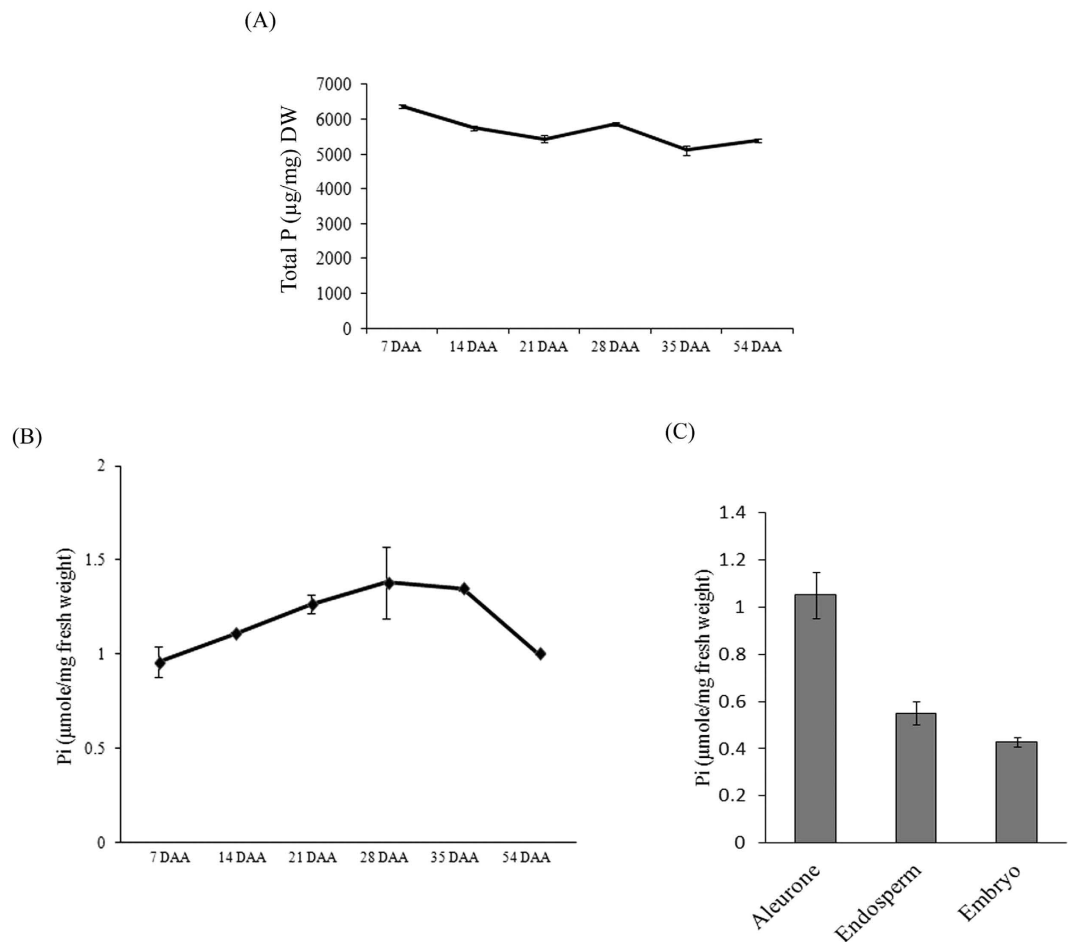 (A)
Total P (µg/mg) DW
7000
6000
5000
4000
3000
2000
1000
0
7 DAA 14 DAA 21 DAA 28 DAA 35 DAA 54 DAA
(B)
Pi (µmole/mg fresh weight)
2
1.5
1
0.5
0
7 DAA 14 DAA 21 DAA 28 DAA 35 DAA 54 DAA
(C)
Pi (µmole/mg fresh weight)
1.4
1.2
1
0.8
0.6
0.4
0.2
0
Aleurone Endosperm Embryo